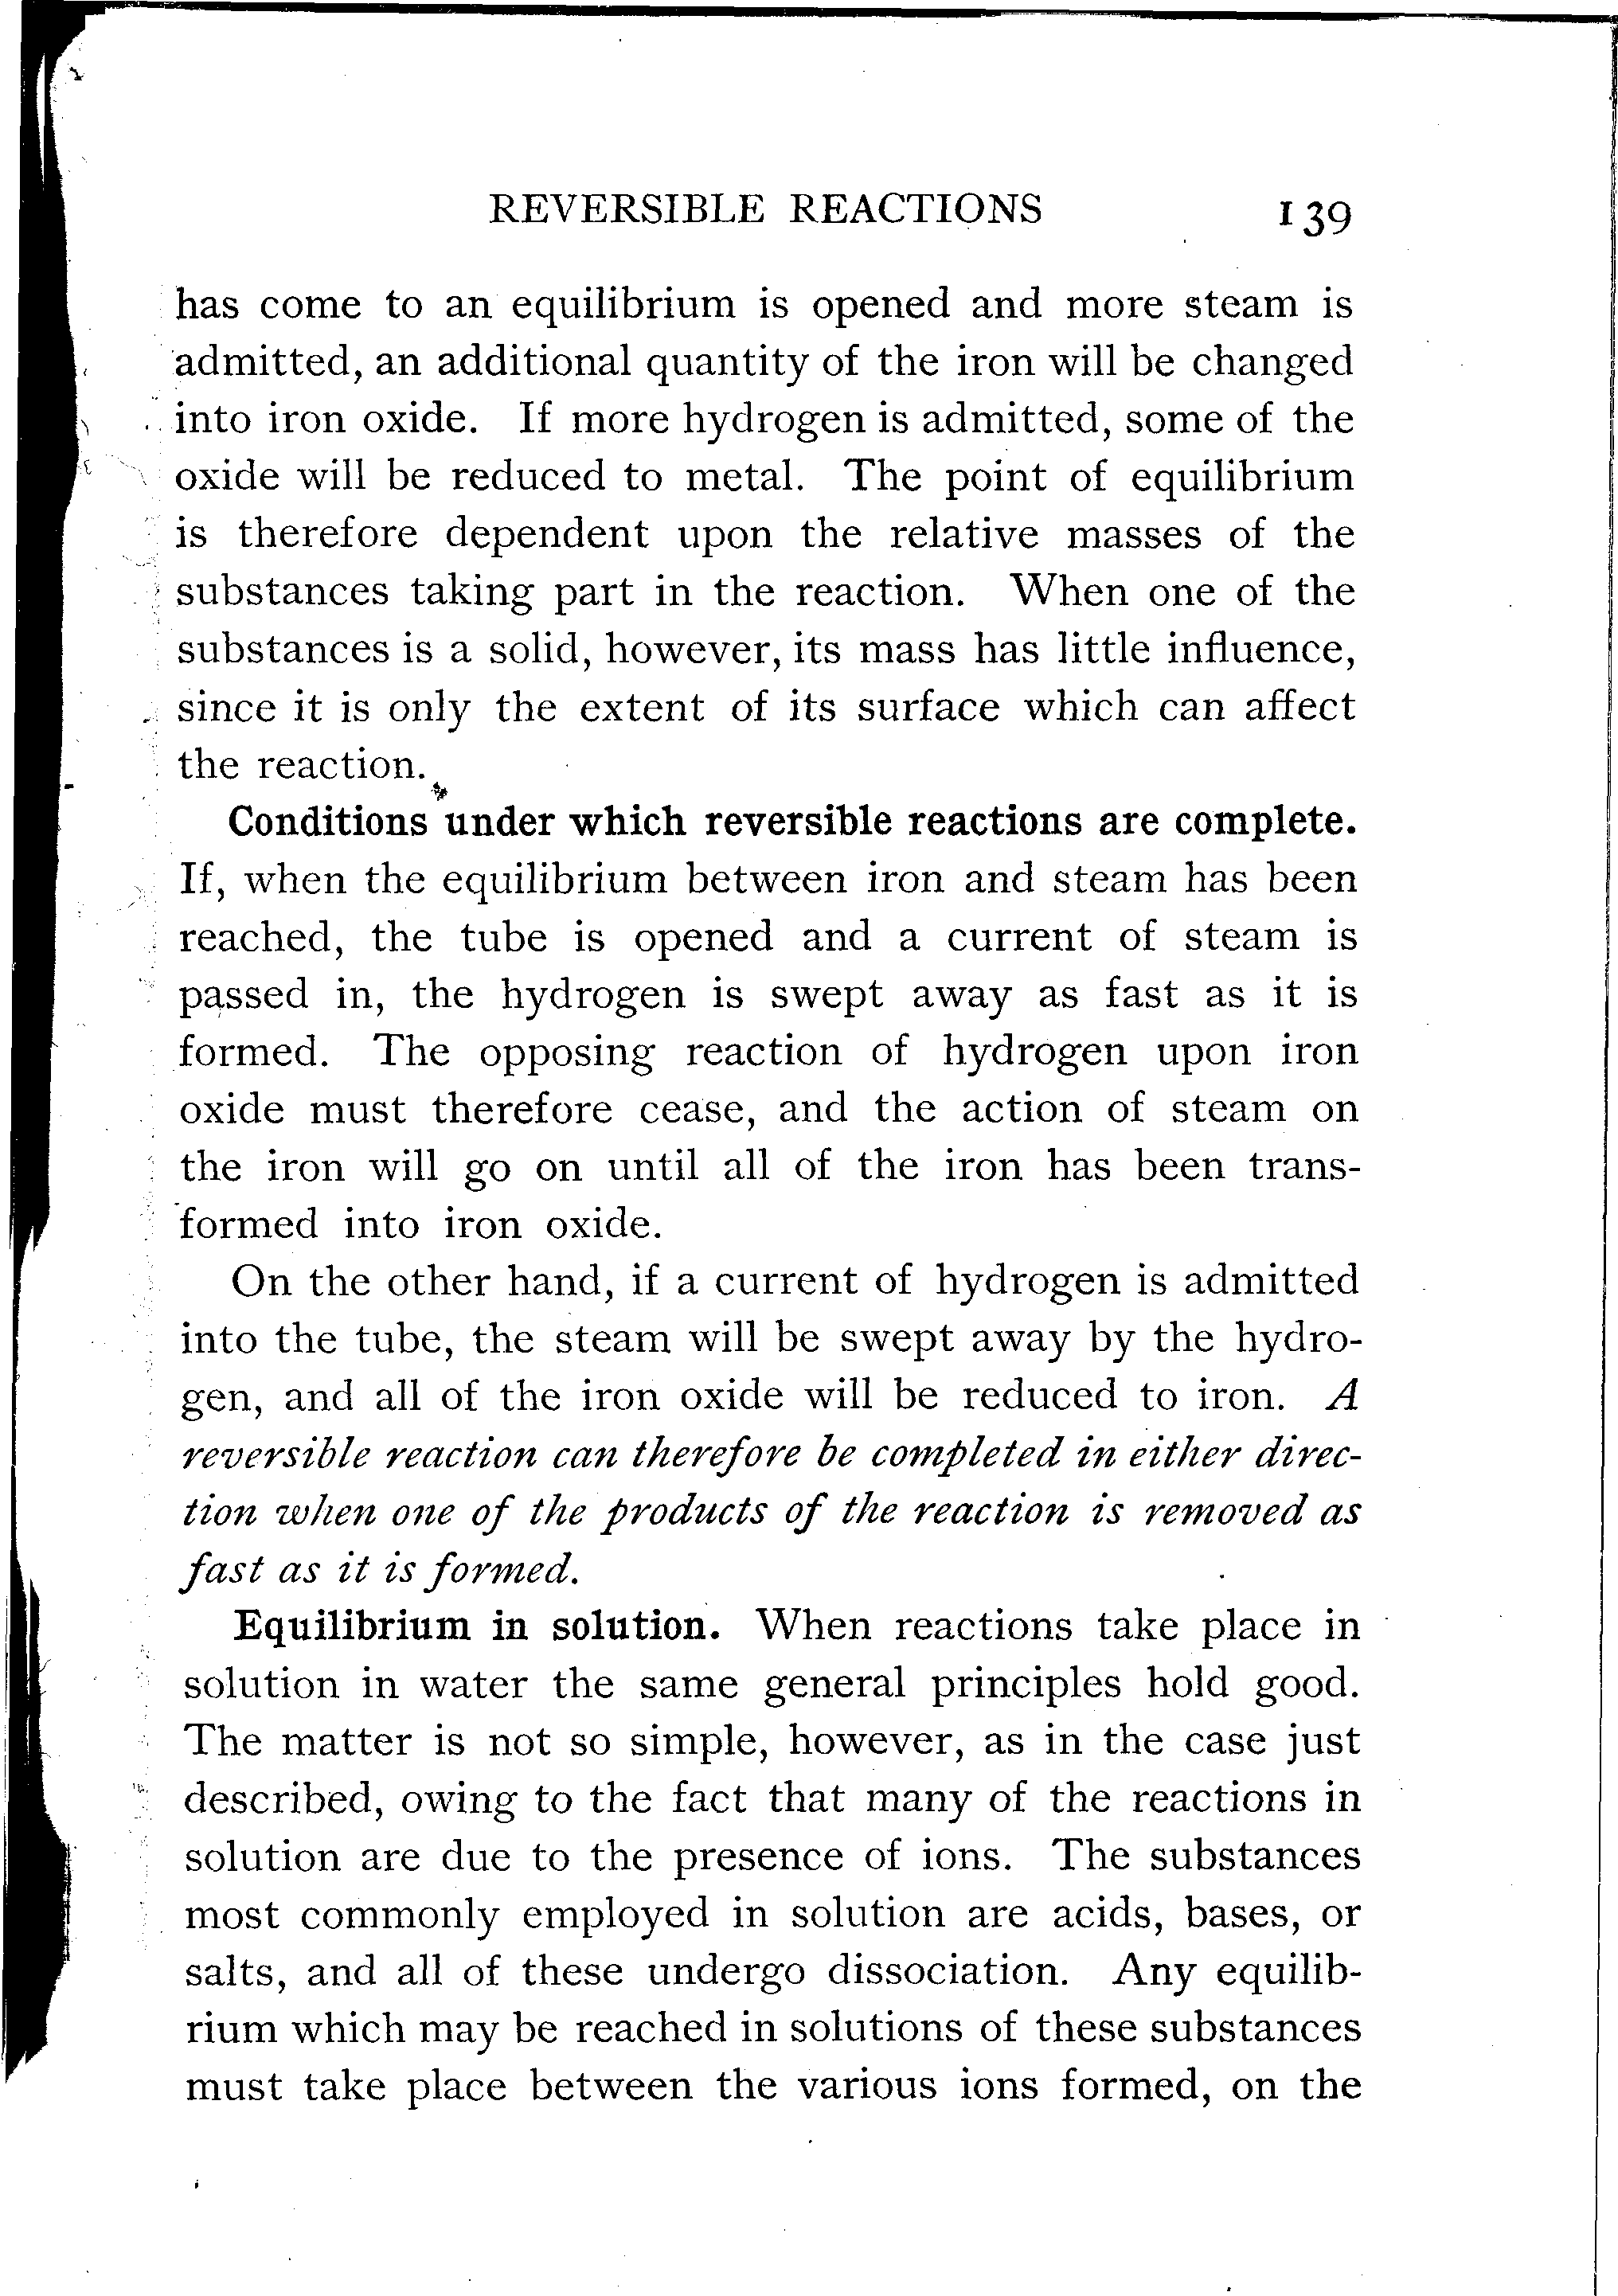 REVERSIBLE REACTIONS 139
has come to an equilibrium is opened and more steam is
admitted, an additional quantity of the iron will be changed
into iron oxide. If more hydrogen is admitted, some of the
oxide will be reduced to metal. The point of equilibrium
is therefore dependent upon the relative masses of the
substances taking part in the reaction. When one of the
substances is a solid, however, its mass has little influence,
since it is only the extent of its surface which can affect
the reaction.
Conditions under which reversible reactions are complete.
If, when the equilibrium between iron and steam has been
reached, the tube is opened and a current of steam is
passed in, the hydrogen is swept away as fast as it is
formed. The opposing reaction of hydrogen upon iron
oxide must therefore cease, and the action of steam on
the iron will go on until all of the iron has been trans-
formed into iron oxide.
On the other hand, if a current of hydrogen is admitted
into the tube, the steam will be swept away by the hydro-
gen, and all of the iron oxide will be reduced to iron. A
reversible reaction can therefore be completed in either direc-
tion when one of the products of the reaction is removed as
fast as it is formed.
Equilibrium in solution. When reactions take place in
solution in water the same general principles hold good.
The matter is not so simple, however, as in the case just
described, owing to the fact that many of the reactions in
solution are due to the presence of ions. The substances
most commonly employed in solution are acids, bases, or
salts, and all of these undergo dissociation. Any equilib-
rium which may be reached in solutions of these substances
must take place between the various ions formed, on the